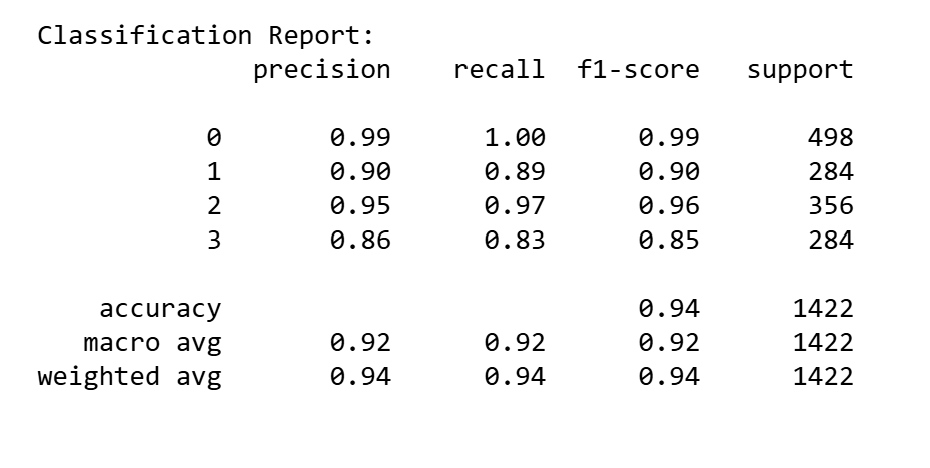 Classification Report:
precision recall f1-score support
0 0.99 1.00 0.99 498
1 0.90 0.89 0.90 284
2 0.95 0.97 0.96 356
3 0.86 0.83 0.85 284
accuracy 0.94 1422
macro avg 0.92 0.92 0.92 1422
weighted avg 0.94 0.94 0.94 1422